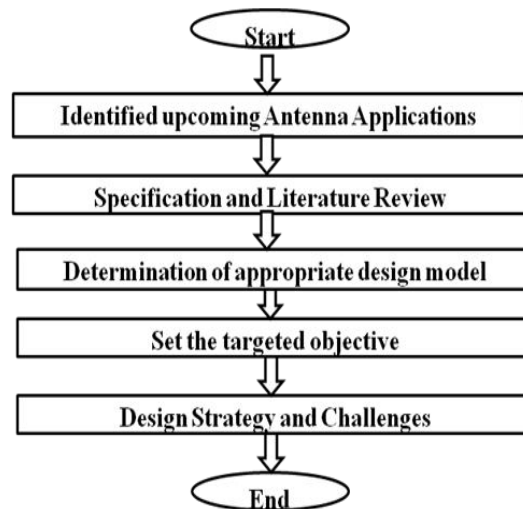 Start
Identified upcoming Antenna Applications
Specification and Literature Review
Determination of appropriate design model
Set the targeted objective
Design Strategy and Challenges
End